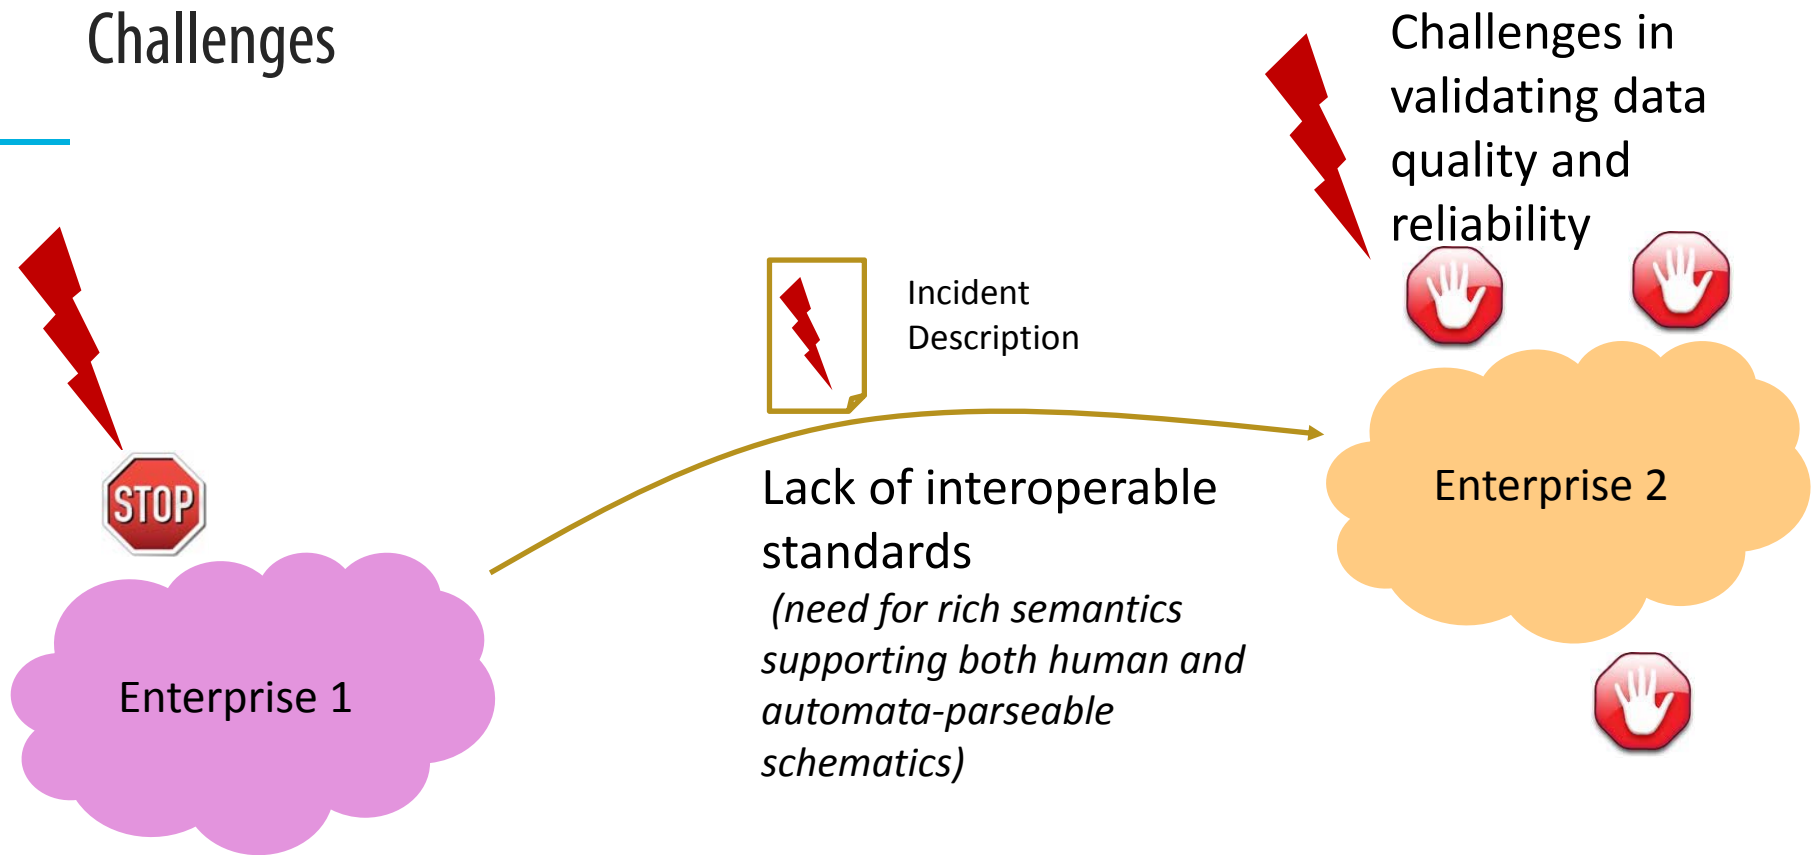 Challenges
Challenges in
validating data
quality and
reliability
Incident
Description
STOP
Lack of interoperable
standards
(need for rich semantics
supporting both human and
automata-parseable
schematics)
Enterprise 2
Enterprise 1